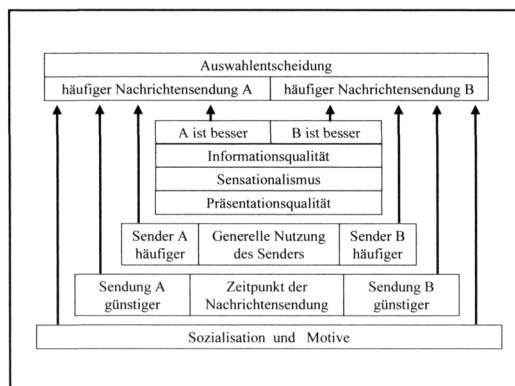 Auswahlentscheidung
häufiger Nachrichtensendung A häufiger Nachrichtensendung B
A ist besser B ist besser
Informationsqualität
Sensationalismus
Präsentationsqualität
Sender A Generelle Nutzung Sender B
häufiger des Senders häufiger
Sendung A Zeitpunkt der Sendung B
günstiger Nachrichtensendung günstiger
Sozialisation und Motive